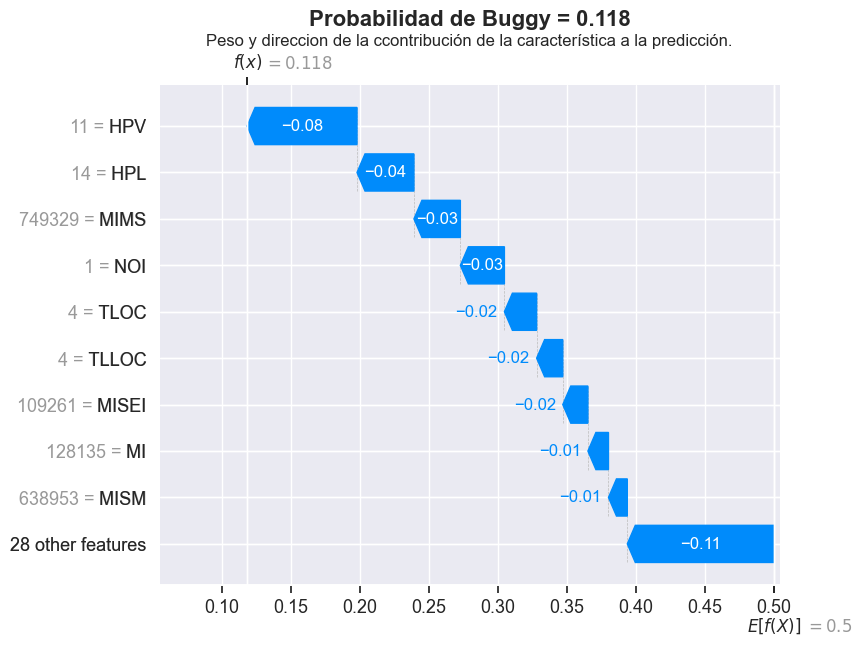 Probabilidad de Buggy = 0.118
Peso y direccion de la ccontribución de la característica a la predicción.
f(x) = 0.118
11 = HPV −0.08
14 = HPL −0.04
749329 = MIMS −0.03
1 = NOI −0.03
4 = TLOC −0.02
4 = TLLOC −0.02
109261 = MISEI −0.02
128135 = MI −0.01
638953 = MISM −0.01
28 other features −0.11
0.10 0.15 0.20 0.25 0.30 0.35 0.40 0.45 0.50
E[f(X)] = 0.5